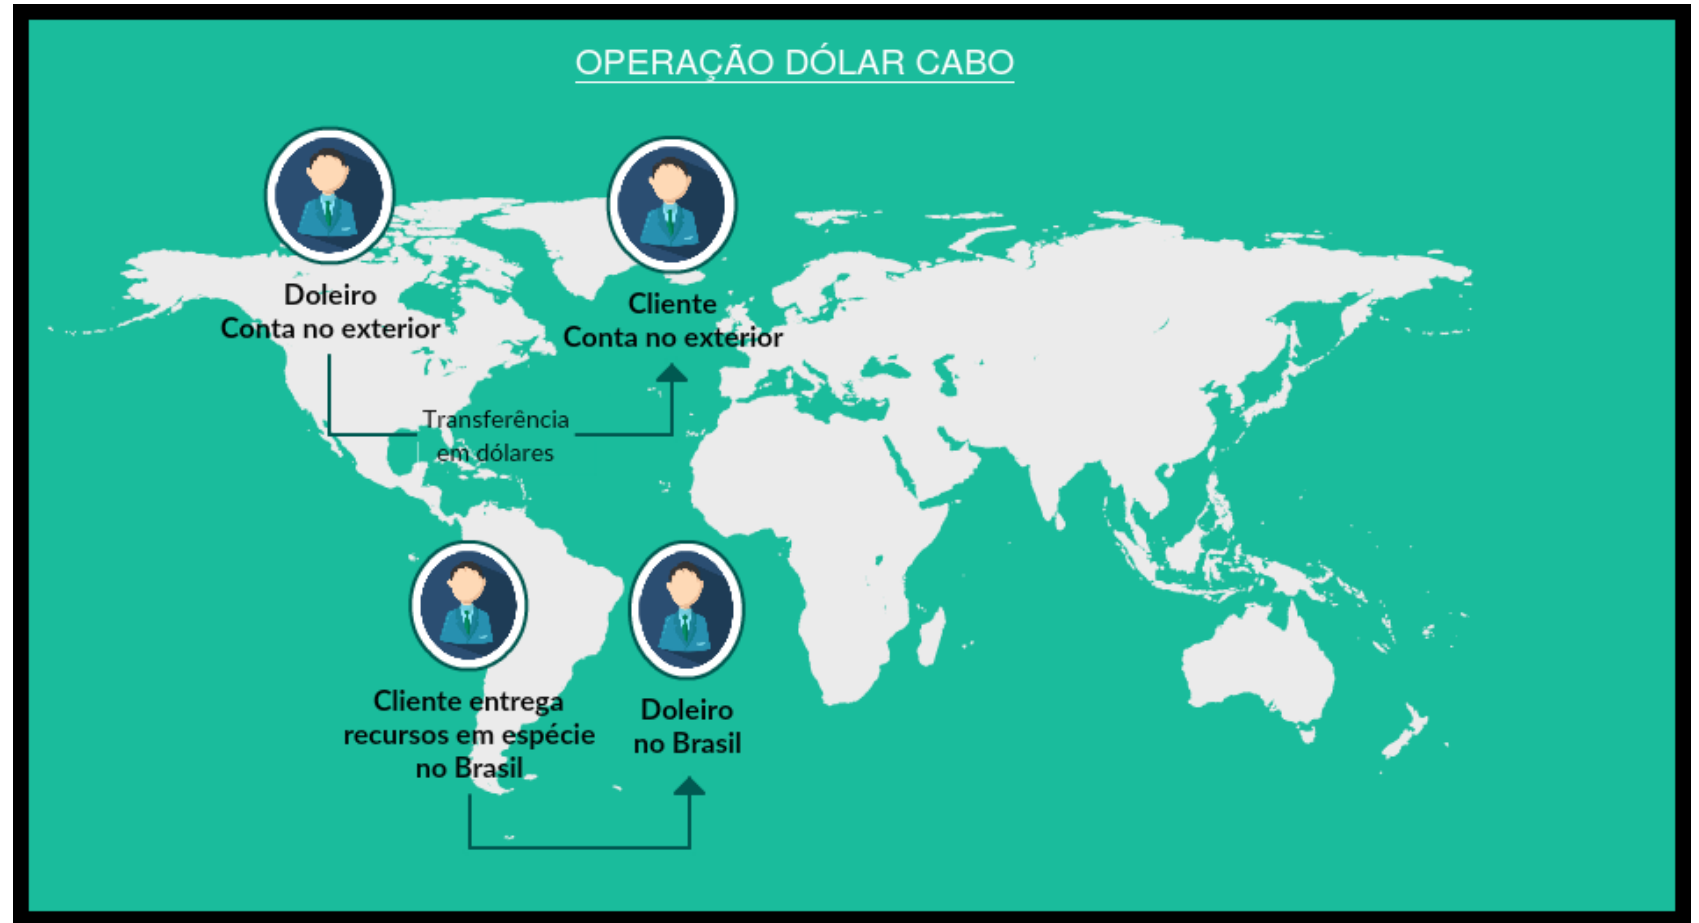 OPERAÇÃO DÓLAR CABO
Doleiro
Conta no exterior
Cliente
Conta no exterior
Transferência
em dólares
Cliente entrega
recursos em espécie
no Brasil
Doleiro
no Brasil